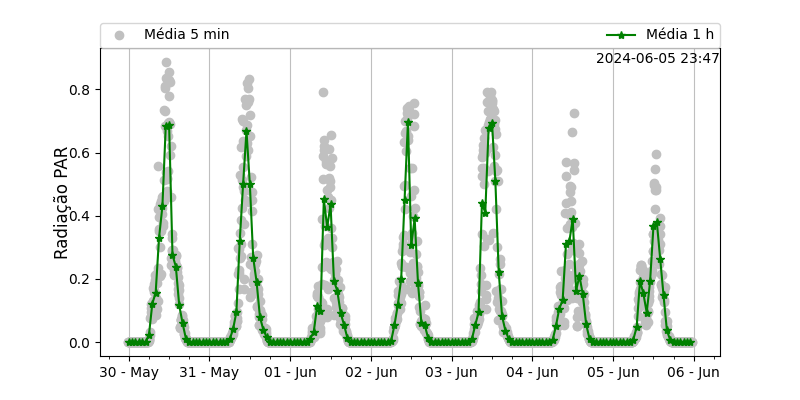 Média 5 min
Média 1 h
2024-06-05 23:47
Radiação PAR
0.8
0.6
0.4
0.2
0.0
30 - May
31 - May
01 - Jun
02 - Jun
03 - Jun
04 - Jun
05 - Jun
06 - Jun